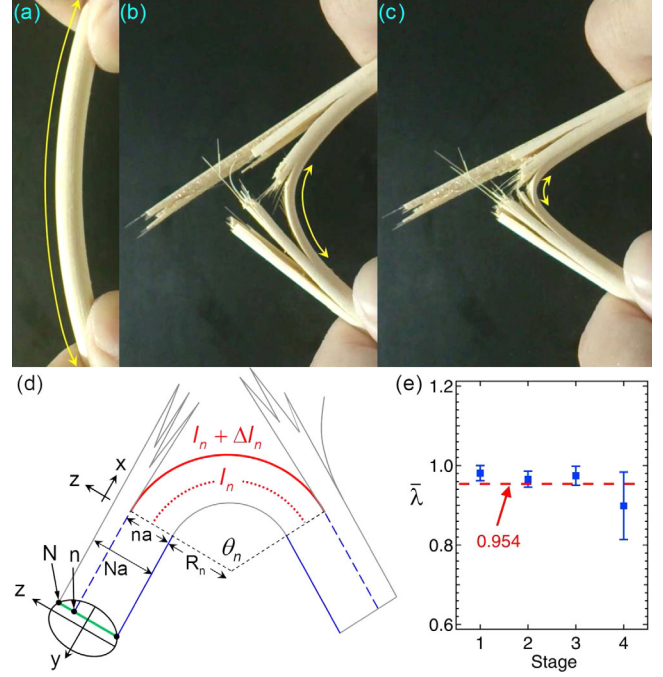 (a)
(b)
(c)
(d)
l_n + Δl_n
l_n
x
z
na
θ_n
N
n
Na
R_n
z
y
(e)
1.2
1.0
λ̄
0.954
0.8
0.6
1 2 3 4
Stage